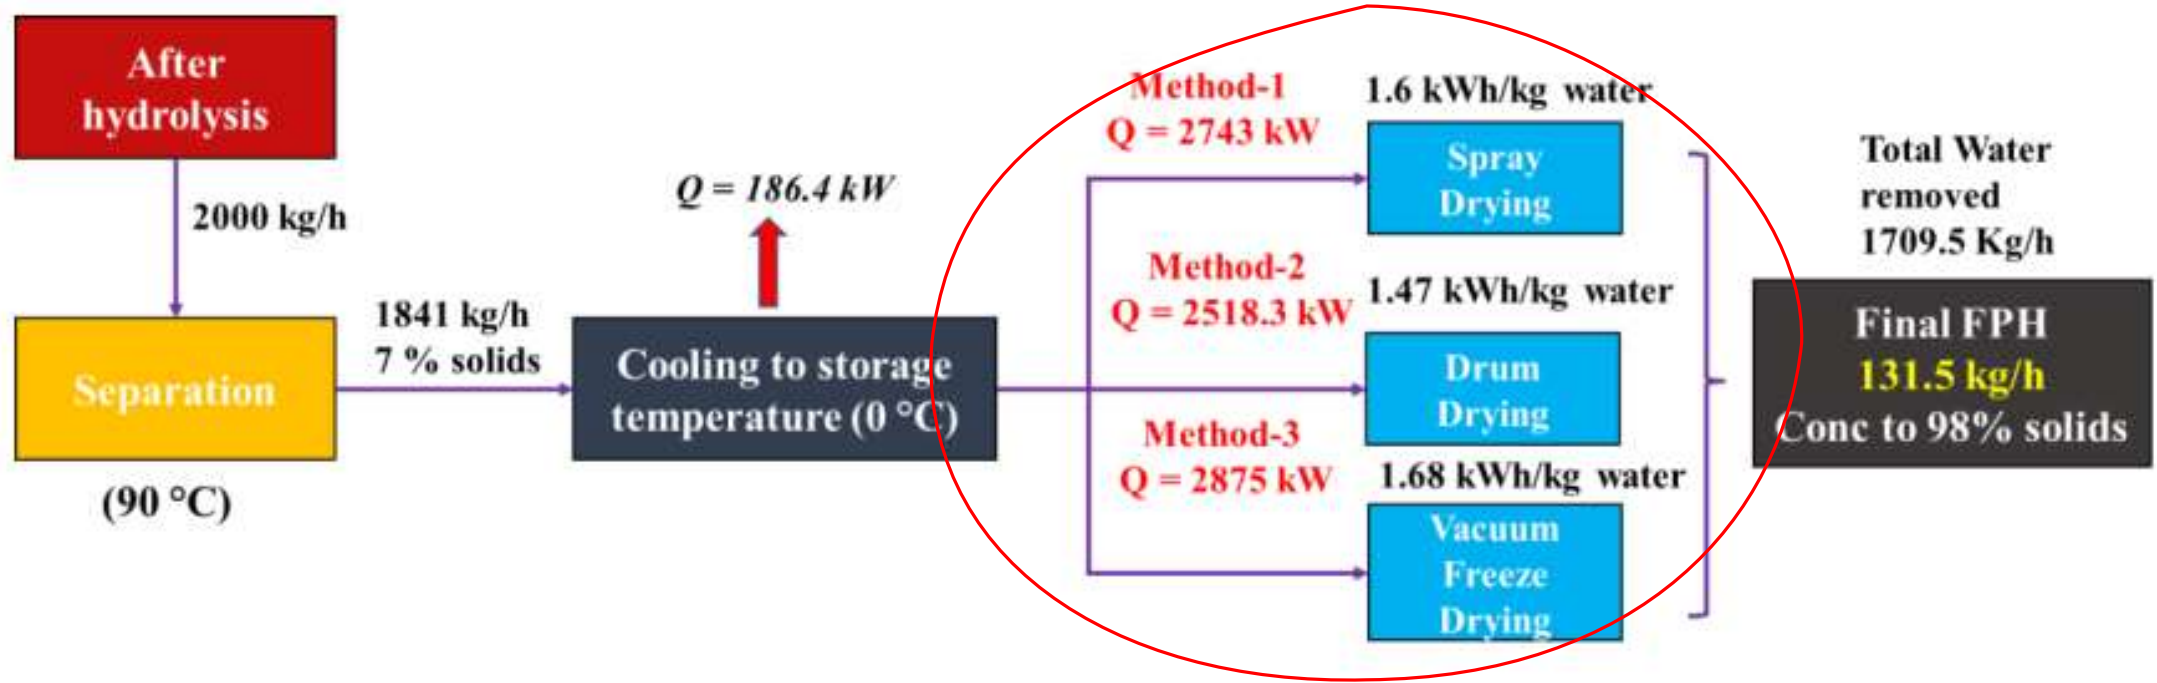 After
hydrolysis
2000 kg/h
Separation
(90 °C)
1841 kg/h
7 % solids
Q = 186.4 kW
Cooling to storage
temperature (0 °C)
Method-1
Q = 2743 kW
1.6 kWh/kg water
Spray
Drying
Method-2
Q = 2518.3 kW
1.47 kWh/kg water
Drum
Drying
Method-3
Q = 2875 kW
1.68 kWh/kg water
Vacuum
Freeze
Drying
Total Water
removed
1709.5 Kg/h
Final FPH
131.5 kg/h
Conc to 98% solids